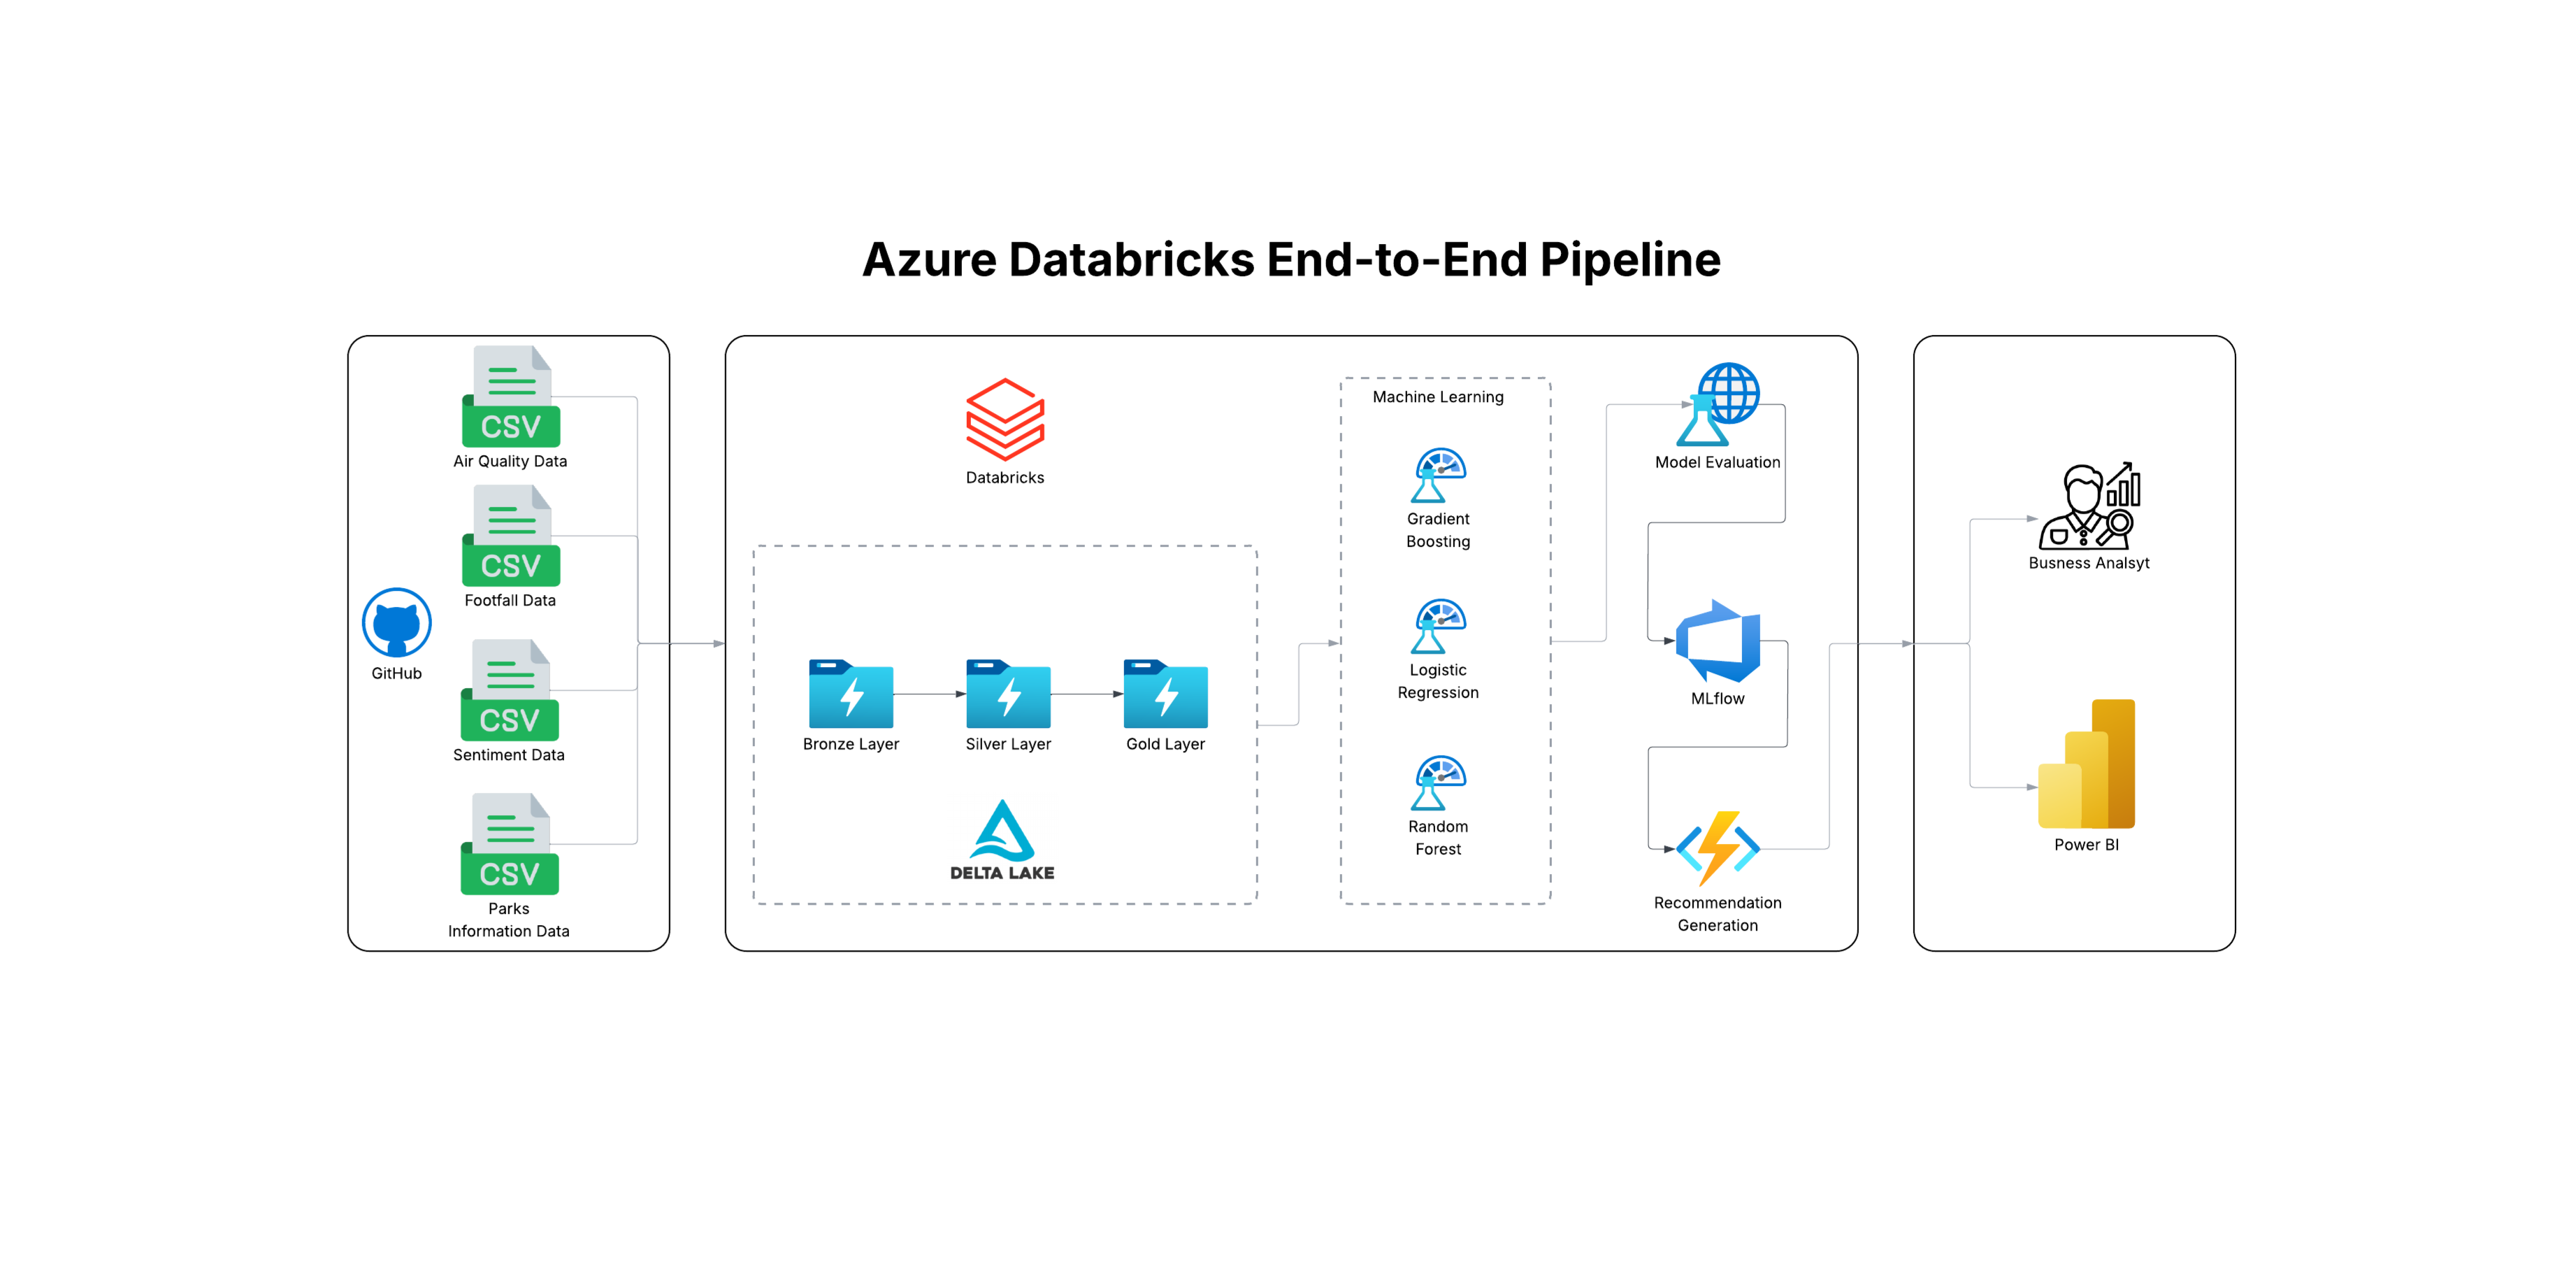 Azure Databricks End-to-End Pipeline
CSV
Air Quality Data
CSV
Footfall Data
GitHub
CSV
Sentiment Data
CSV
Parks
Information Data
Databricks
Bronze Layer
Silver Layer
Gold Layer
DELTA LAKE
Machine Learning
Gradient
Boosting
Logistic
Regression
Random
Forest
Model Evaluation
MLflow
Recommendation
Generation
Busness Analsyt
Power BI